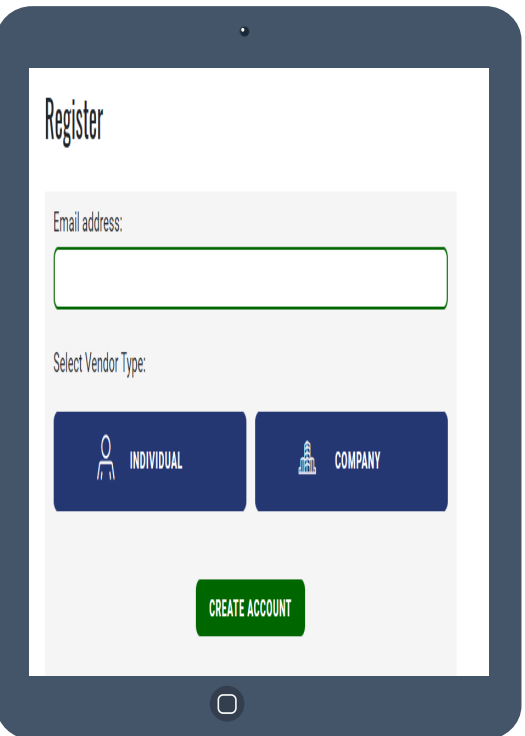 Register
Email address:
Select Vendor Type:
INDIVIDUAL
COMPANY
CREATE ACCOUNT